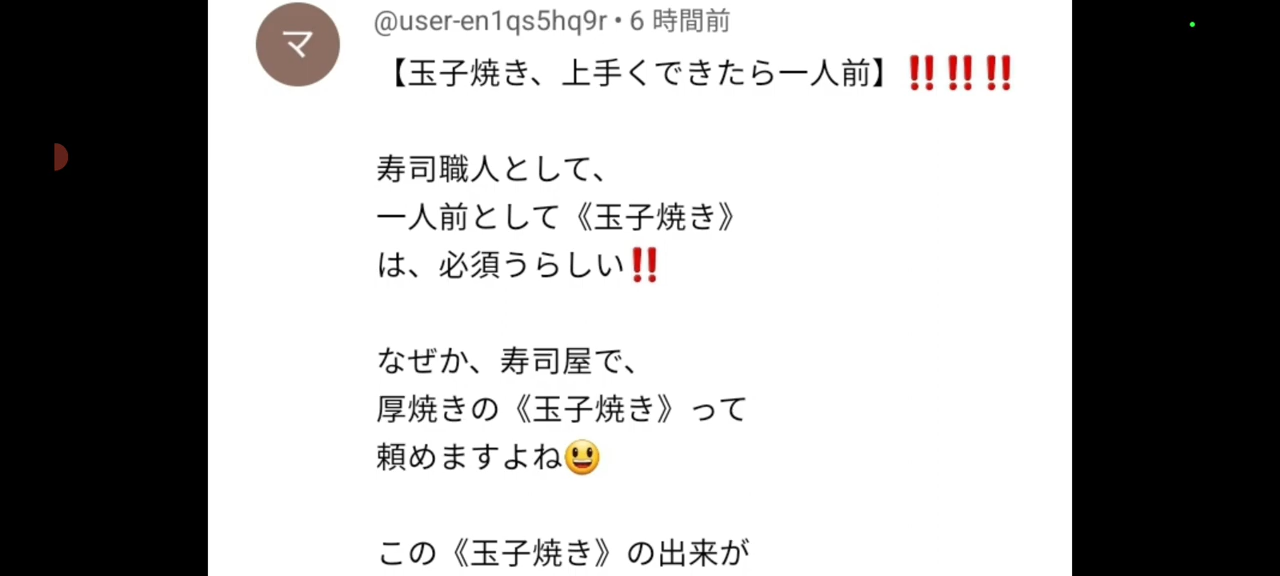 マ
@user-en1qs5hq9r • 6 時間前
【玉子焼き、上手くできたら一人前】‼️‼️‼️
寿司職人として、
一人前として《玉子焼き》
は、必須うらしい‼️
なぜか、寿司屋で、
厚焼きの《玉子焼き》って
頼めますよね😃
この《玉子焼き》の出来が